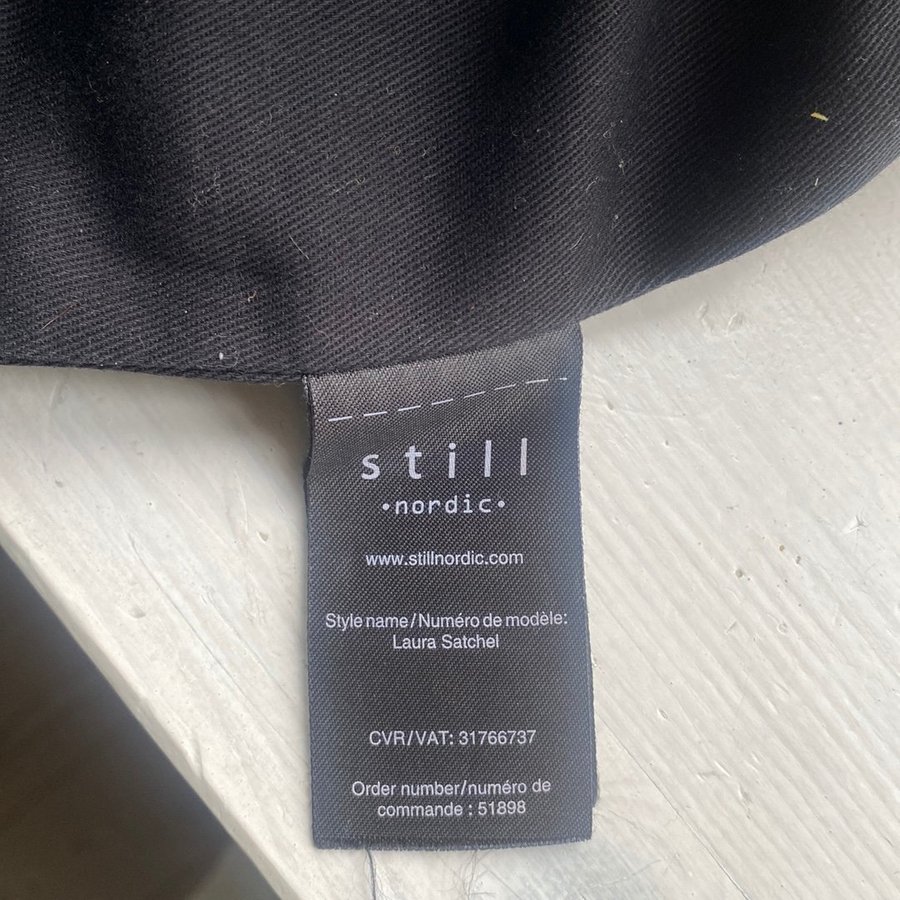 still
•nordic•
www.stillnordic.com
Style name/Numéro de modèle:
Laura Satchel
CVR/VAT: 31766737
Order number/numéro de
commande : 51898